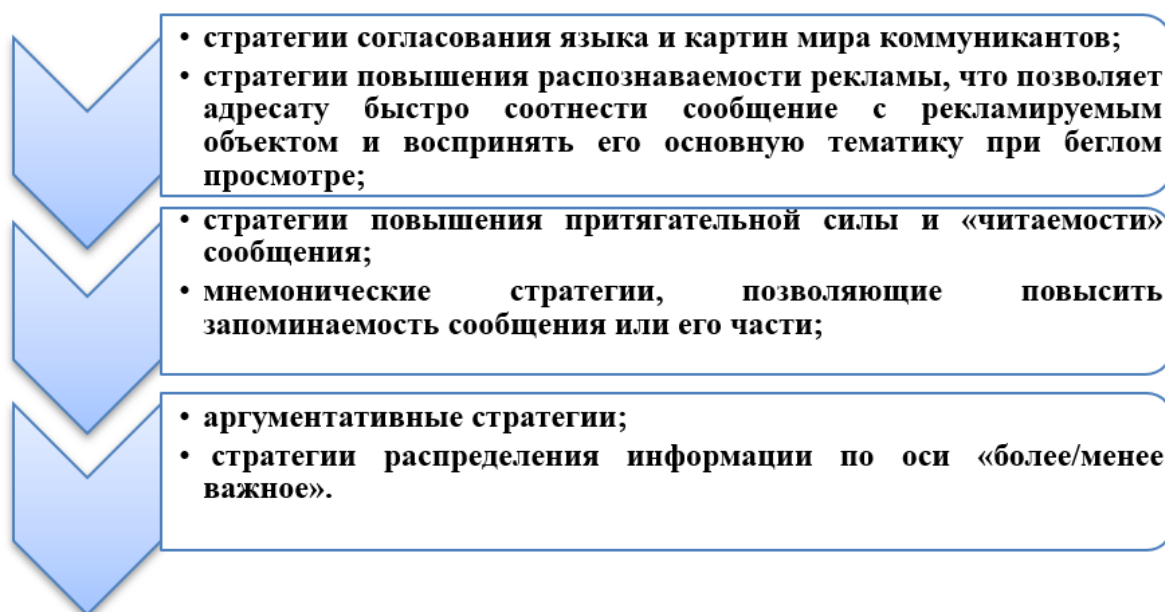 • стратегии согласования языка и картин мира коммуникантов;
• стратегии повышения распознаваемости рекламы, что позволяет
адресату быстро соотнести сообщение с рекламируемым
объектом и воспринять его основную тематику при беглом
просмотре;
• стратегии повышения притягательной силы и «читаемости»
сообщения;
• мнемонические стратегии, позволяющие повысить
запоминаемость сообщения или его части;
• аргументативные стратегии;
• стратегии распределения информации по оси «более/менее
важное».